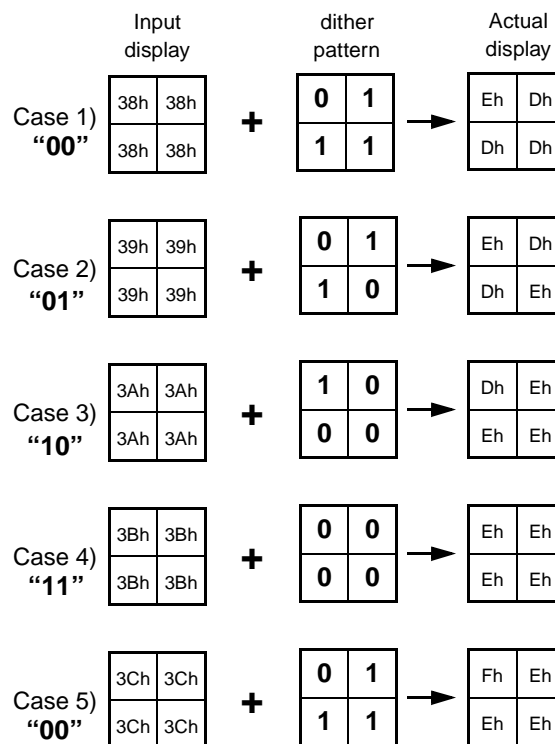 Input display
dither pattern
Actual display
Case 1)
“00”
38h 38h
38h 38h
+
0 1
1 1
Eh Dh
Dh Dh
Case 2)
“01”
39h 39h
39h 39h
+
0 1
1 0
Eh Dh
Dh Eh
Case 3)
“10”
3Ah 3Ah
3Ah 3Ah
+
1 0
0 0
Dh Eh
Eh Eh
Case 4)
“11”
3Bh 3Bh
3Bh 3Bh
+
0 0
0 0
Eh Eh
Eh Eh
Case 5)
“00”
3Ch 3Ch
3Ch 3Ch
+
0 1
1 1
Fh Eh
Eh Eh